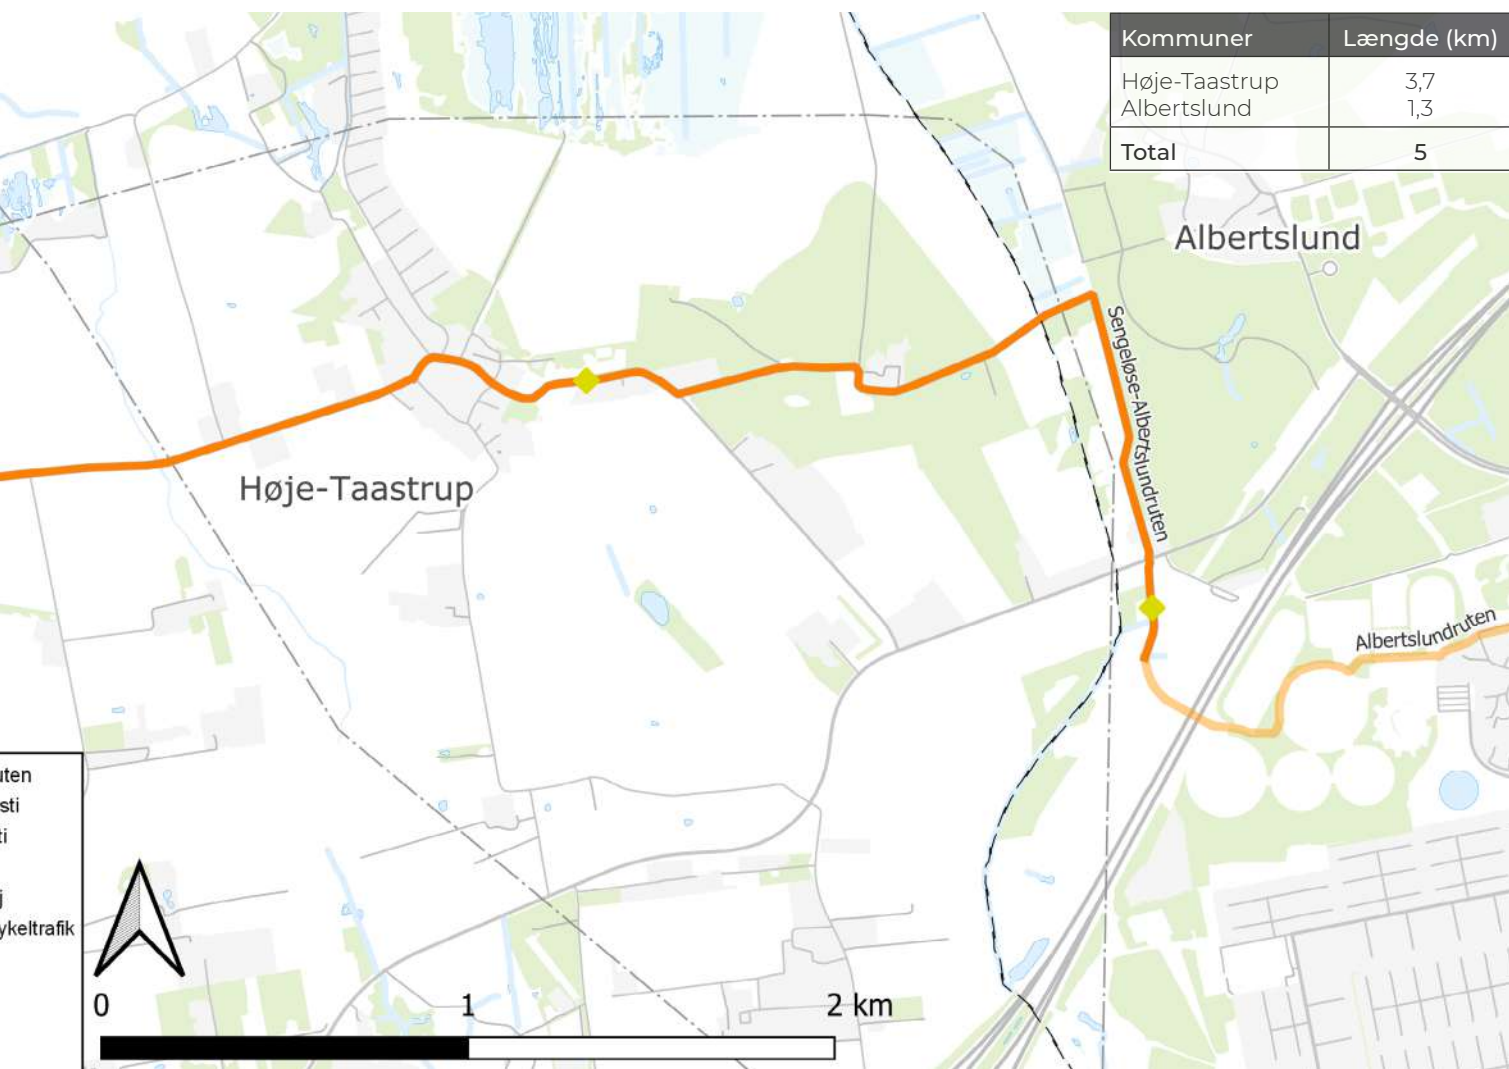 Kommuner Længde (km)
Høje-Taastrup 3,7
Albertslund 1,3
Total 5
Albertslund
Sengeløse-Albertslundruten
Høje-Taastrup
Albertslundruten
uten
sti
ti
j
ykeltrafik
0 1 2 km